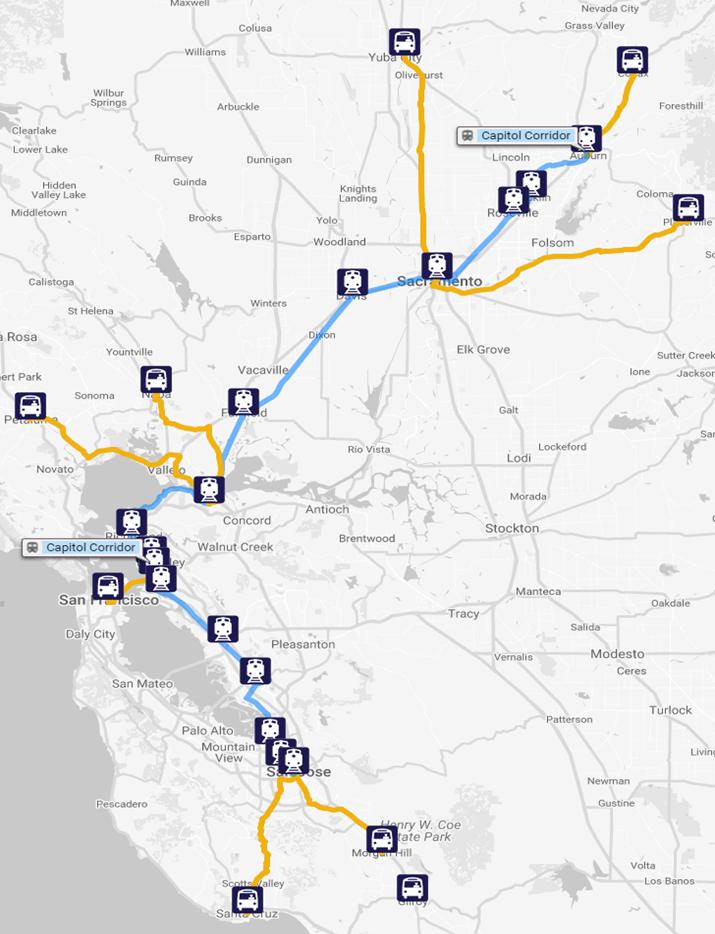 Maxwell
Nevada City
Colusa
Grass Valley
Williams
Yuba City
Olivehurst
Wilbur
Springs
Arbuckle
Foresthill
Clearlake
Capitol Corridor
Lower Lake
Rumsey
Dunnigan
Lincoln
Auburn
Guinda
Hidden
Valley Lake
Knights
Landing
Coloma
Middletown
Brooks
Yolo
Roseville
Esparto
Woodland
Folsom
Calistoga
Sacramento
Davis
St Helena
Winters
Dixon
a Rosa
Elk Grove
Yountville
Sutter Creek
Vacaville
Ione
Jackson
ert Park
Sonoma
Napa
Galt
Petaluma
Fairfield
Rio Vista
Lockeford
Lodi
Novato
Vallejo
Morada
Antioch
Concord
Stockton
Brentwood
Capitol Corridor
Walnut Creek
Manteca
San Francisco
Oakdale
Tracy
Salida
Daly City
Pleasanton
Modesto
Vernalis
Ceres
San Mateo
Turlock
Patterson
Palo Alto
Mountain
View
Living
San Jose
Newman
Pescadero
Gustine
Henry W. Coe
State Park
Morgan Hill
Volta
Los Banos
Scotts Valley
Gilroy
Santa Cruz